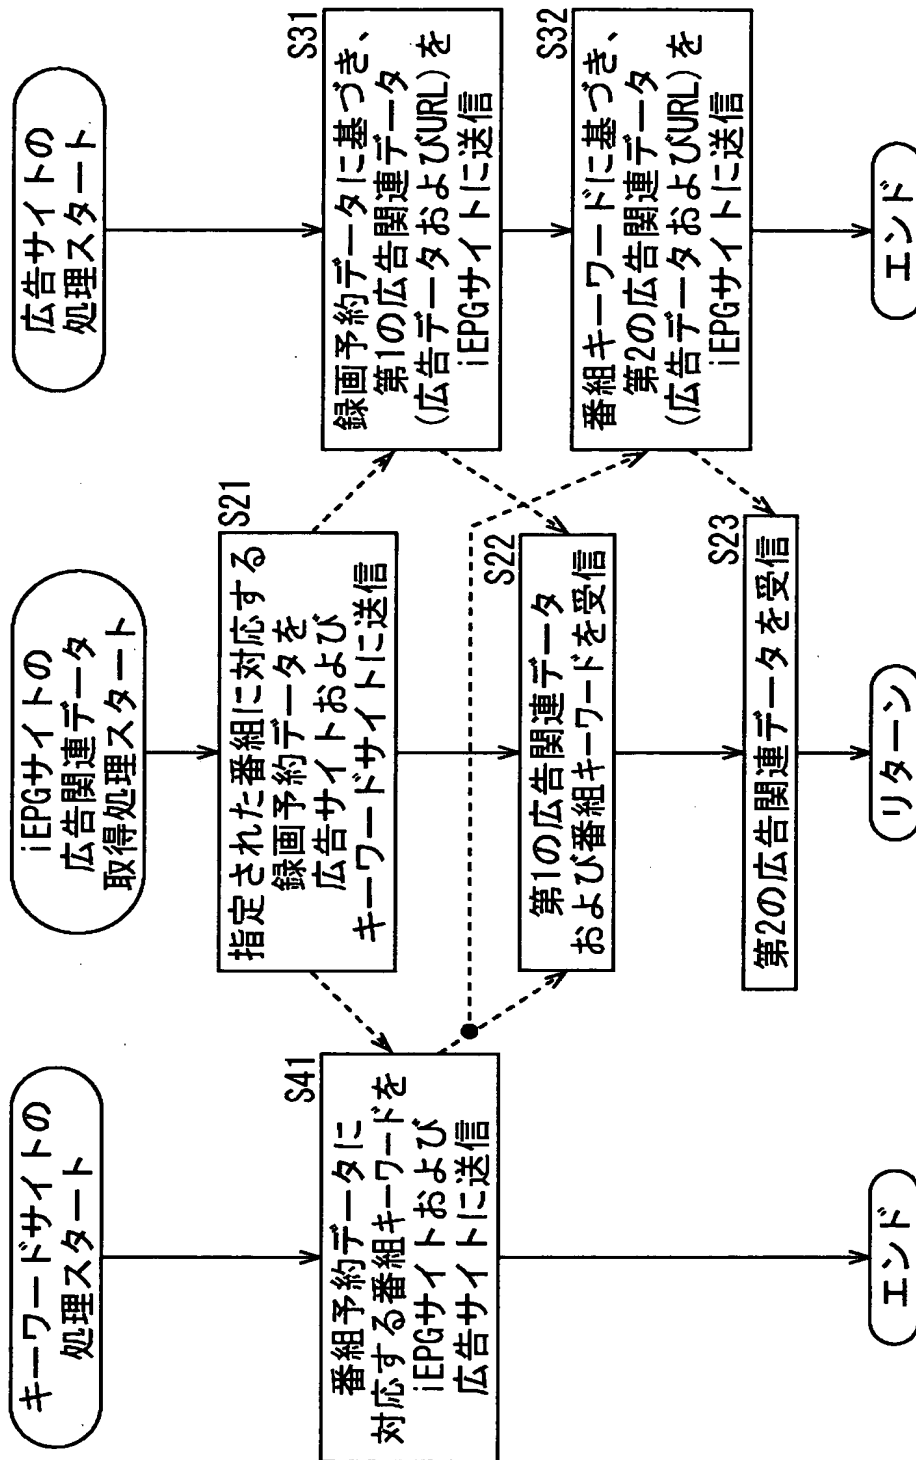 キーワードサイトの
処理スタート
S41
番組予約データに
対応する番組キーワードを
iEPGサイトおよび
広告サイトに送信
エンド
iEPGサイトの
広告関連データ
取得処理スタート
S21
指定された番組に対応する
録画予約データを
広告サイトおよび
キーワードサイトに送信
S22
第1の広告関連データ
および番組キーワードを受信
S23
第2の広告関連データを受信
リターン
広告サイトの
処理スタート
S31
録画予約データに基づき、
第1の広告関連データ
(広告データおよびURL)を
iEPGサイトに送信
S32
番組キーワードに基づき、
第2の広告関連データ
(広告データおよびURL)を
iEPGサイトに送信
エンド